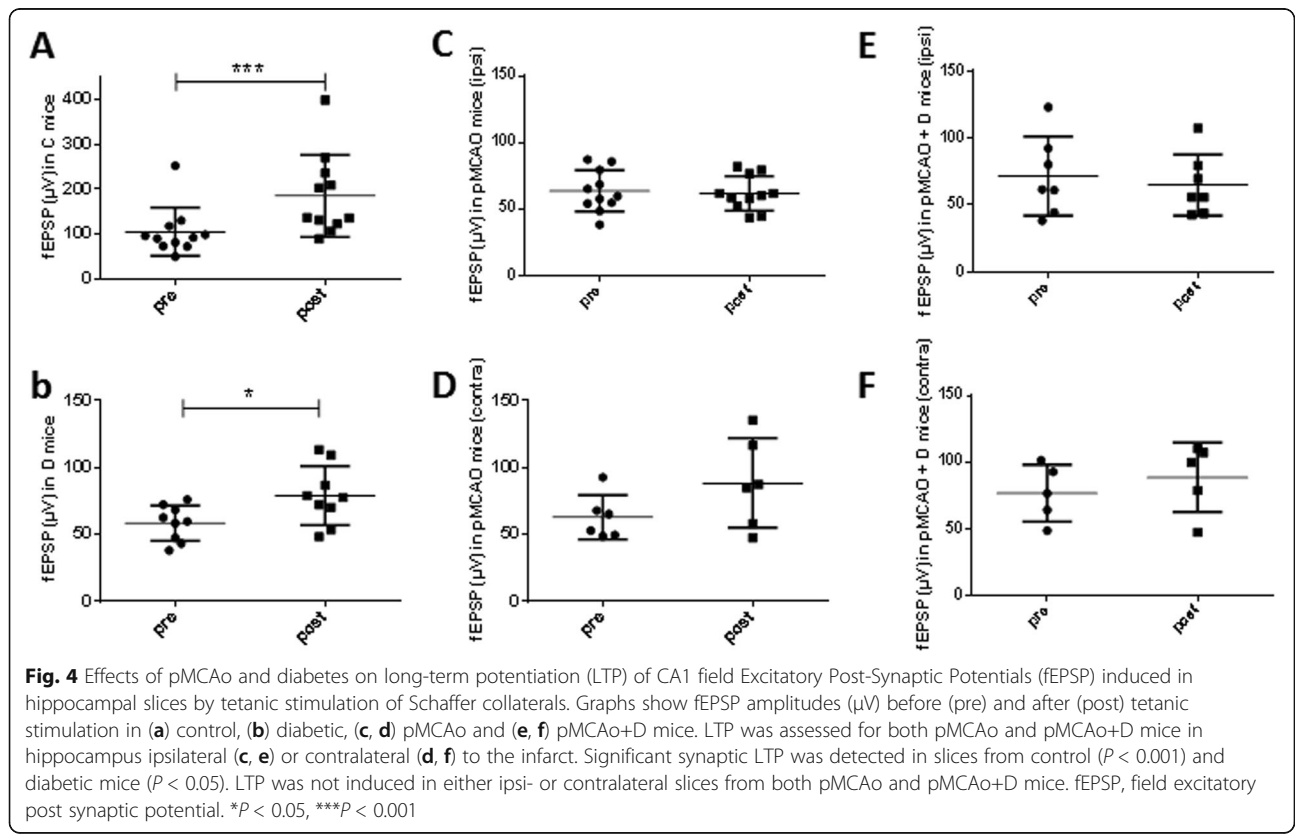 A
fEPSP (µV) in C mice
400
300
200
100
0
***
pre
post
C
fEPSP (µV) in pMCAO mice (ipsi)
150
100
50
0
pre
post
E
fEPSP (µV) in pMCAO + D mice (ipsi)
150
100
50
0
pre
post
b
fEPSP (µV) in D mice
150
100
50
0
*
pre
post
D
fEPSP (µV) in pMCAO mice (contra)
150
100
50
0
pre
post
F
fEPSP (µV) in pMCAO + D mice (contra)
150
100
50
0
pre
post
Fig. 4 Effects of pMCAo and diabetes on long-term potentiation (LTP) of CA1 field Excitatory Post-Synaptic Potentials (fEPSP) induced in
hippocampal slices by tetanic stimulation of Schaffer collaterals. Graphs show fEPSP amplitudes (µV) before (pre) and after (post) tetanic
stimulation in (a) control, (b) diabetic, (c, d) pMCAo and (e, f) pMCAo+D mice. LTP was assessed for both pMCAo and pMCAo+D mice in
hippocampus ipsilateral (c, e) or contralateral (d, f) to the infarct. Significant synaptic LTP was detected in slices from control (P < 0.001) and
diabetic mice (P < 0.05). LTP was not induced in either ipsi- or contralateral slices from both pMCAo and pMCAo+D mice. fEPSP, field excitatory
post synaptic potential. *P < 0.05, ***P < 0.001